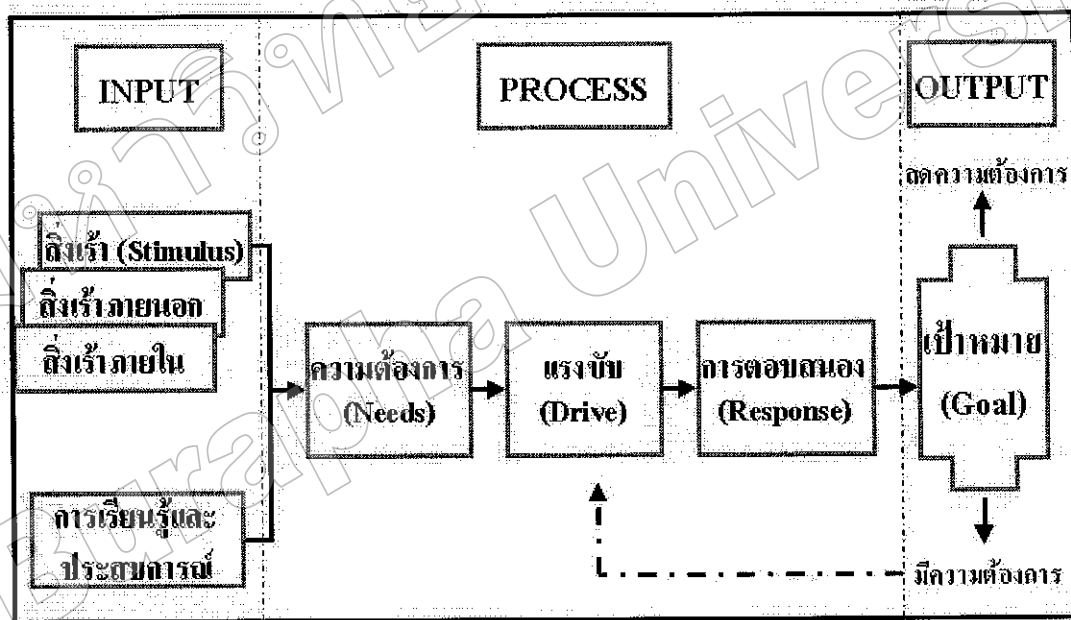 INPUT
PROCESS
OUTPUT
ลดความต้องการ
สิ่งเร้า (Stimulus)
สิ่งเร้าภายนอก
สิ่งเร้าภายใน
ความต้องการ
(Needs)
แรงขับ
(Drive)
การตอบสนอง
(Response)
เป้าหมาย
(Goal)
การเรียนรู้และ
ประสบการณ์
มีความต้องการ
Burapha University